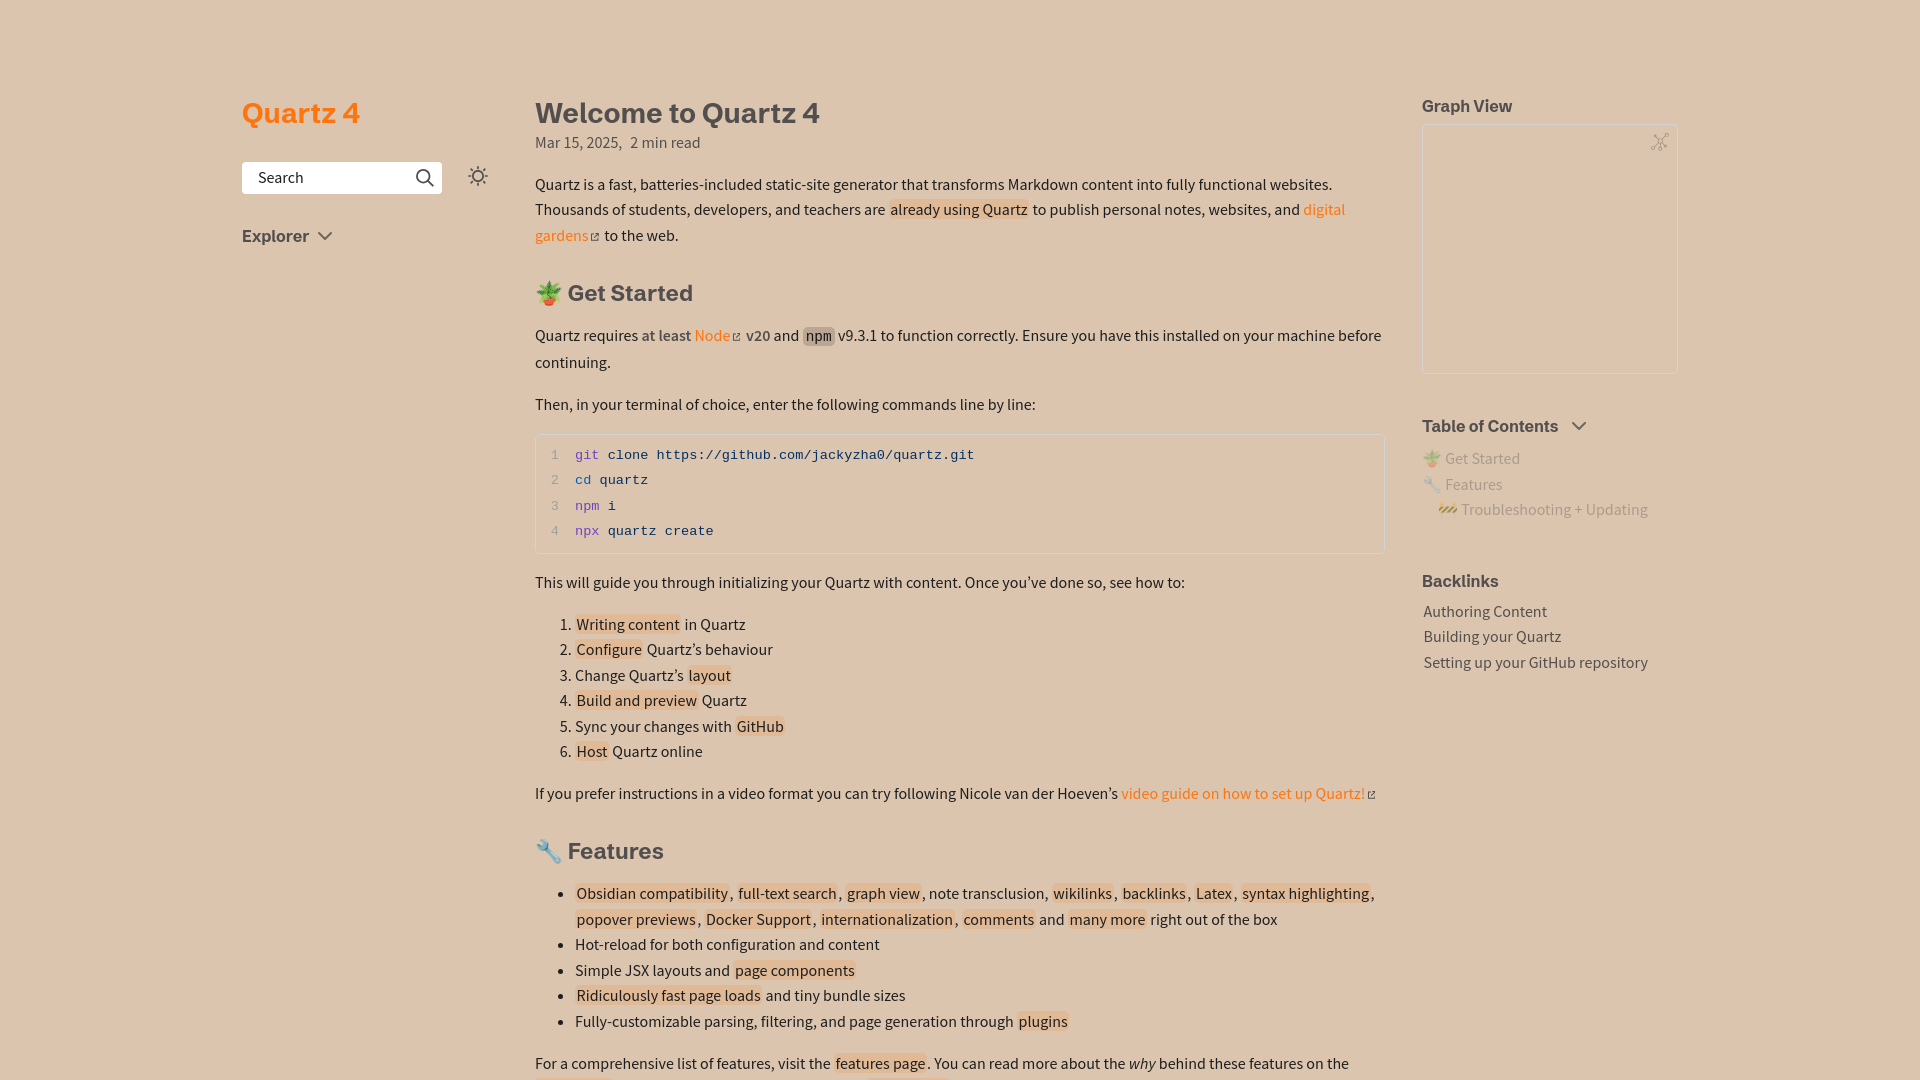 Quartz 4
Search
Explorer
Welcome to Quartz 4
Mar 15, 2025, 2 min read
Quartz is a fast, batteries-included static-site generator that transforms Markdown content into fully functional websites.
Thousands of students, developers, and teachers are already using Quartz to publish personal notes, websites, and digital
gardens to the web.
🪴 Get Started
Quartz requires at least Node v20 and npm v9.3.1 to function correctly. Ensure you have this installed on your machine before
continuing.
Then, in your terminal of choice, enter the following commands line by line:
1 git clone https://github.com/jackyzha0/quartz.git
2 cd quartz
3 npm i
4 npx quartz create
This will guide you through initializing your Quartz with content. Once you’ve done so, see how to:
1. Writing content in Quartz
2. Configure Quartz’s behaviour
3. Change Quartz’s layout
4. Build and preview Quartz
5. Sync your changes with GitHub
6. Host Quartz online
If you prefer instructions in a video format you can try following Nicole van der Hoeven’s video guide on how to set up Quartz!
🔧 Features
• Obsidian compatibility, full-text search, graph view, note transclusion, wikilinks, backlinks, Latex, syntax highlighting,
popover previews, Docker Support, internationalization, comments and many more right out of the box
• Hot-reload for both configuration and content
• Simple JSX layouts and page components
• Ridiculously fast page loads and tiny bundle sizes
• Fully-customizable parsing, filtering, and page generation through plugins
For a comprehensive list of features, visit the features page. You can read more about the why behind these features on the
Graph View
Table of Contents
🪴 Get Started
🔧 Features
🚧 Troubleshooting + Updating
Backlinks
Authoring Content
Building your Quartz
Setting up your GitHub repository